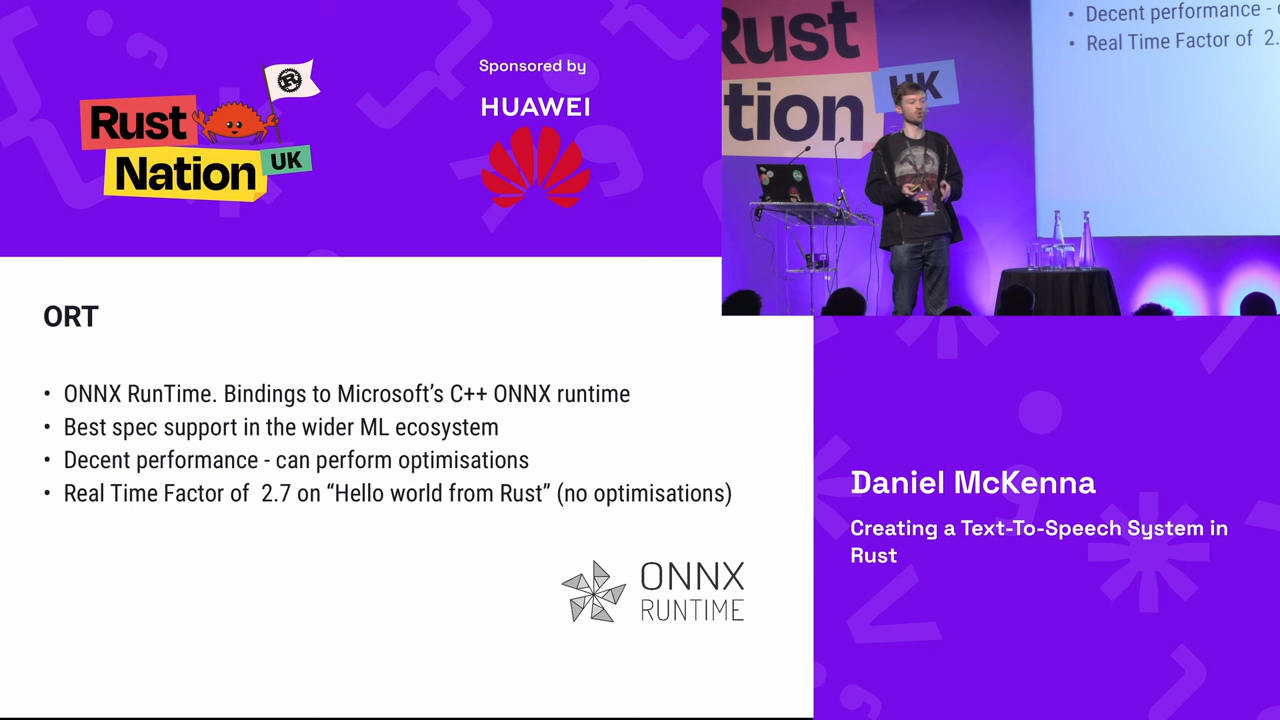 Rust
Nation
UK
Sponsored by
HUAWEI
Rust
tion
UK
Decent performance -
Real Time Factor of 2.
ORT
• ONNX RunTime. Bindings to Microsoft’s C++ ONNX runtime
• Best spec support in the wider ML ecosystem
• Decent performance - can perform optimisations
• Real Time Factor of 2.7 on “Hello world from Rust” (no optimisations)
ONNX
RUNTIME
Daniel McKenna
Creating a Text-To-Speech System in
Rust